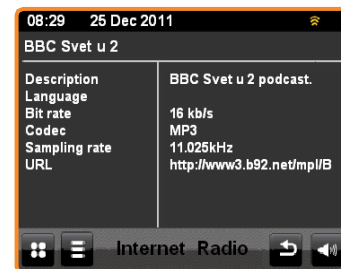 08:29 25 Dec 2011
BBC Svet u 2
Description BBC Svet u 2 podcast.
Language
Bit rate 16 kb/s
Codec MP3
Sampling rate 11.025kHz
URL http://www3.b92.net/mpl/B
Internet Radio